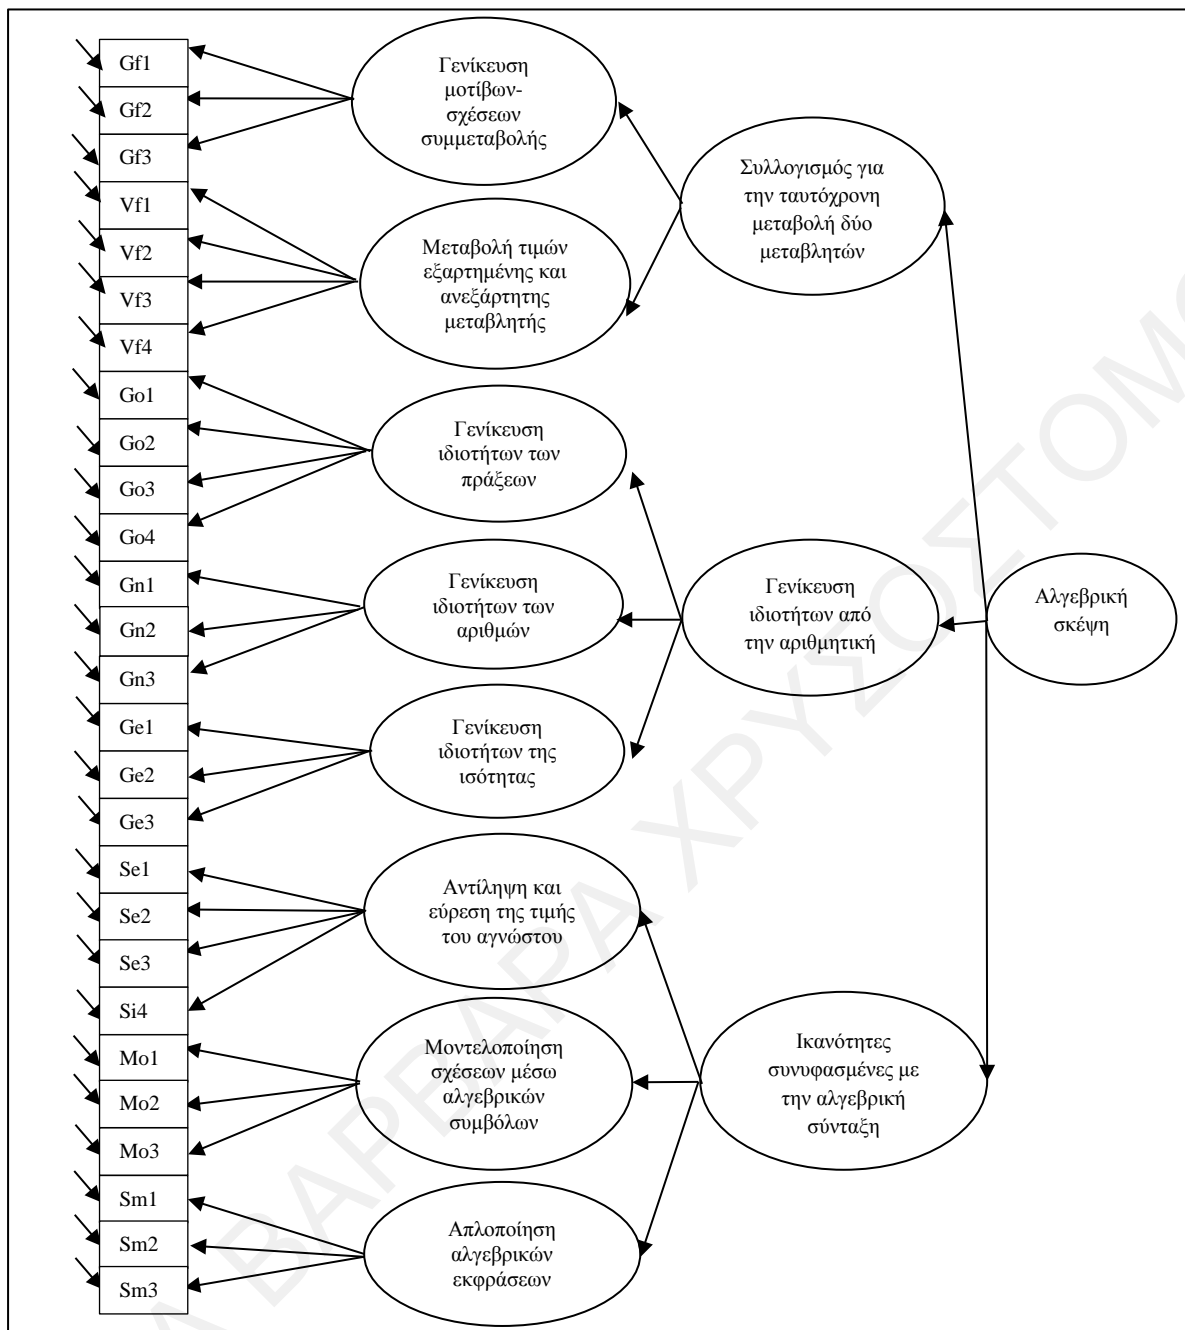 Gf1
Gf2
Gf3
Vf1
Vf2
Vf3
Vf4
Go1
Go2
Go3
Go4
Gn1
Gn2
Gn3
Ge1
Ge2
Ge3
Se1
Se2
Se3
Si4
Mo1
Mo2
Mo3
Sm1
Sm2
Sm3
Γενίκευση
μοτίβων-
σχέσεων
συμμεταβολής
Μεταβολή τιμών
εξαρτημένης και
ανεξάρτητης
μεταβλητής
Γενίκευση
ιδιοτήτων των
πράξεων
Γενίκευση
ιδιοτήτων των
αριθμών
Γενίκευση
ιδιοτήτων της
ισότητας
Αντίληψη και
εύρεση της τιμής
του αγνώστου
Μοντελοποίηση
σχέσεων μέσω
αλγεβρικών
συμβόλων
Απλοποίηση
αλγεβρικών
εκφράσεων
Συλλογισμός για
την ταυτόχρονη
μεταβολή δύο
μεταβλητών
Γενίκευση
ιδιοτήτων από
την αριθμητική
Ικανότητες
συνυφασμένες με
την αλγεβρική
σύνταξη
Αλγεβρική
σκέψη
ΒΑΡΒΑΡΑ